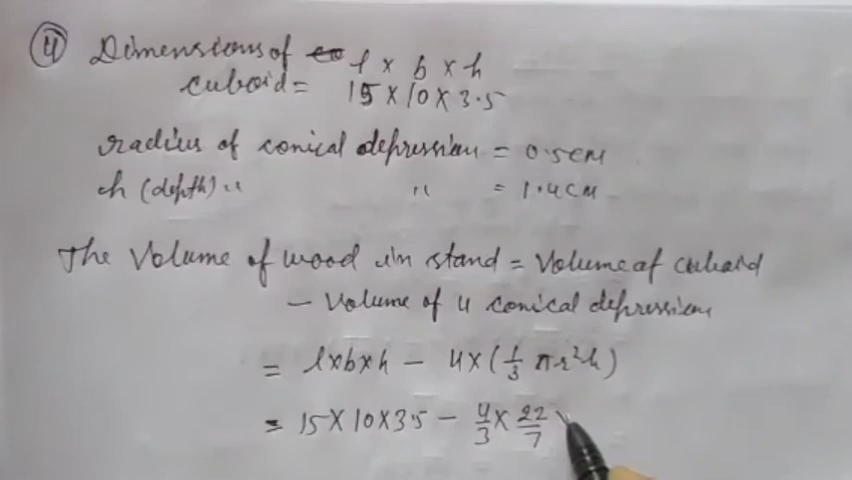 ④ Dimensions of l × b × h
cuboid = 15 × 10 × 3.5
radius of conical depression = 0.5cm
h (depth) " " = 1.4cm
The Volume of wood in stand = Volume of cuboid
- Volume of 4 conical depression
= l×b×h - 4×(1/3 πr²h)
= 15×10×3.5 - 4/3 × 22/7 ×